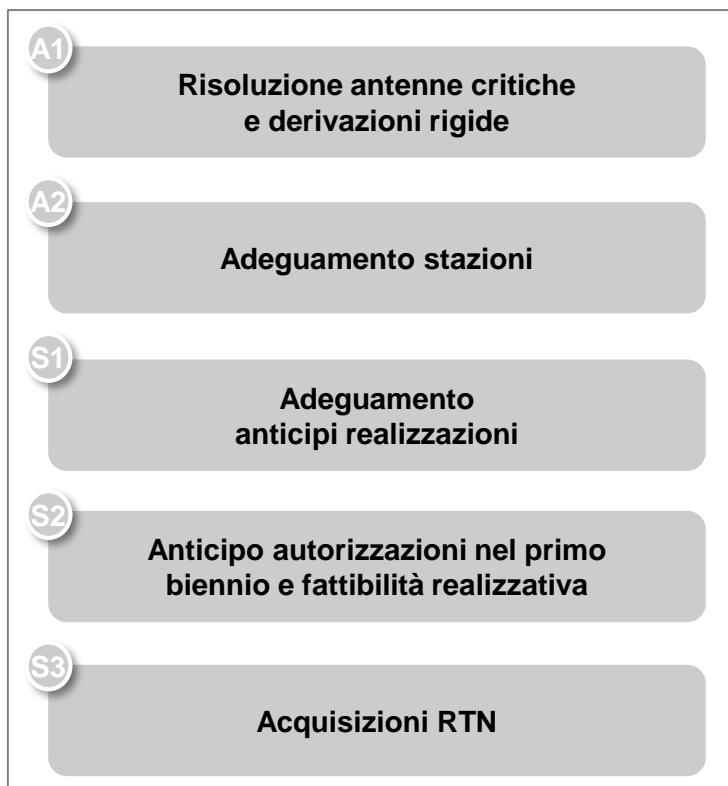 A1
Risoluzione antenne critiche
e derivazioni rigide
A2
Adeguamento stazioni
S1
Adeguamento
anticipi realizzazioni
S2
Anticipo autorizzazioni nel primo
biennio e fattibilità realizzativa
S3
Acquisizioni RTN